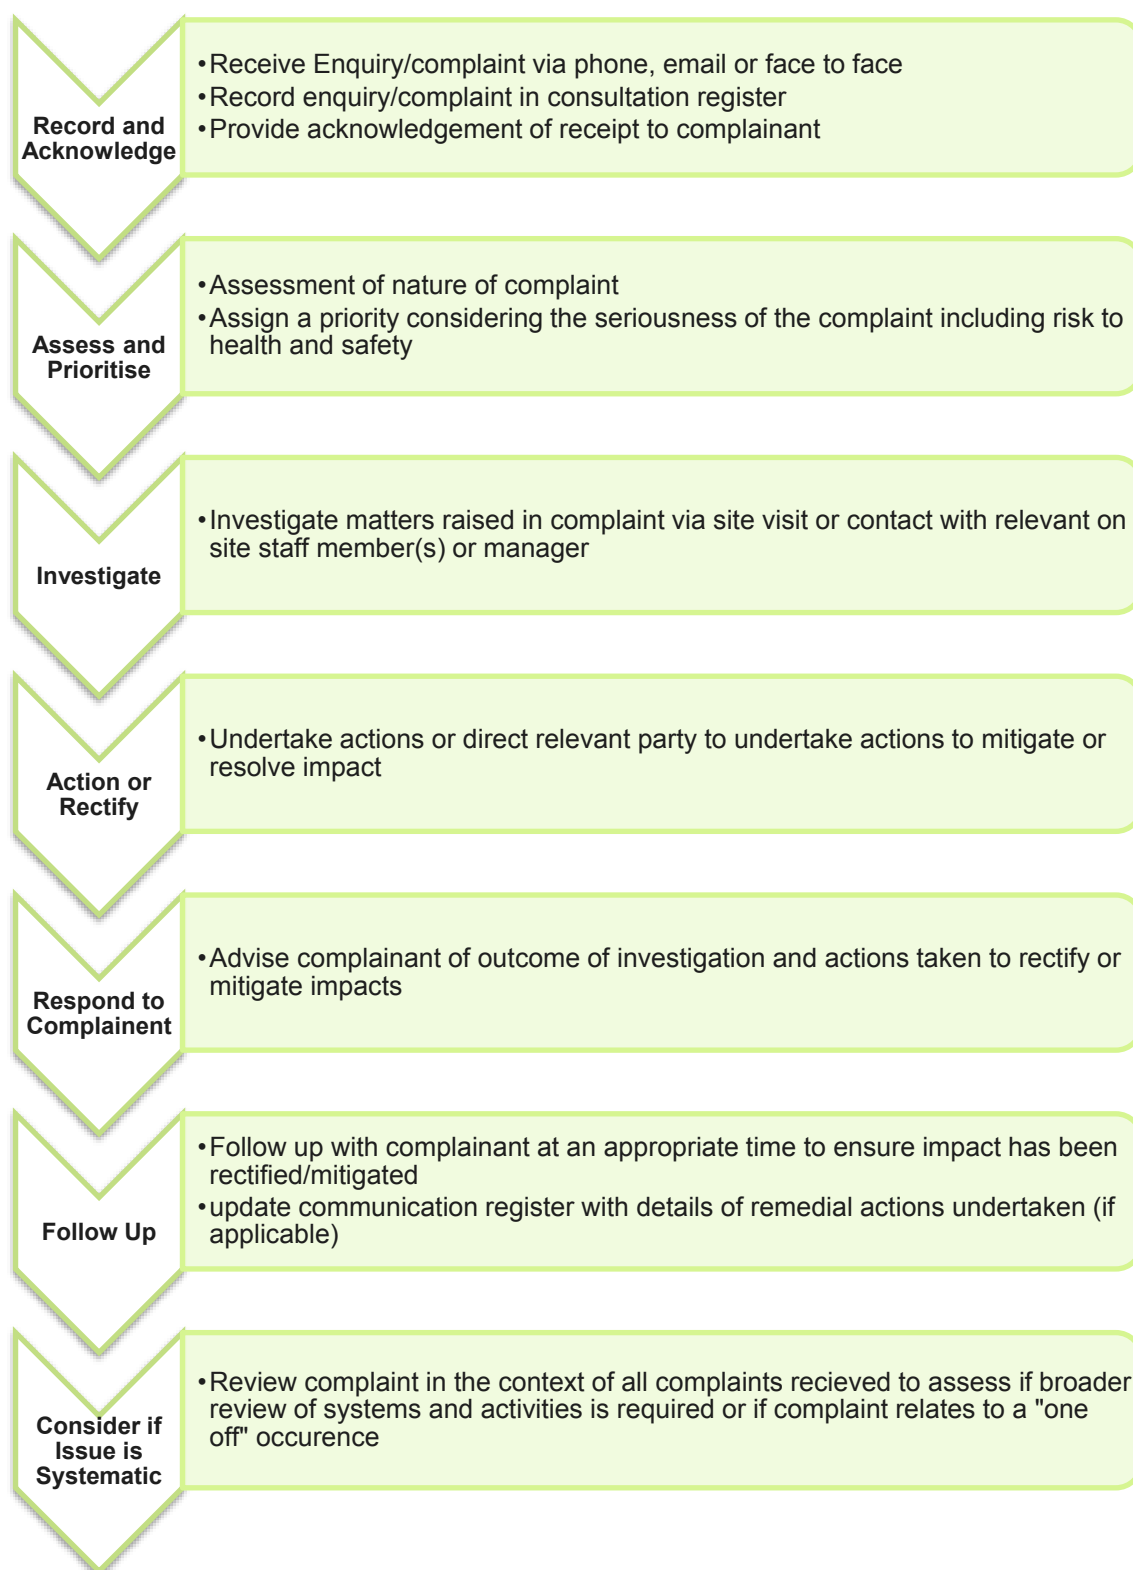 Record and
Acknowledge
•Receive Enquiry/complaint via phone, email or face to face
•Record enquiry/complaint in consultation register
•Provide acknowledgement of receipt to complainant
Assess and
Prioritise
•Assessment of nature of complaint
•Assign a priority considering the seriousness of the complaint including risk to
health and safety
Investigate
•Investigate matters raised in complaint via site visit or contact with relevant on
site staff member(s) or manager
Action or
Rectify
•Undertake actions or direct relevant party to undertake actions to mitigate or
resolve impact
Respond to
Complainent
•Advise complainant of outcome of investigation and actions taken to rectify or
mitigate impacts
Follow Up
•Follow up with complainant at an appropriate time to ensure impact has been
rectified/mitigated
•update communication register with details of remedial actions undertaken (if
applicable)
Consider if
Issue is
Systematic
•Review complaint in the context of all complaints recieved to assess if broader
review of systems and activities is required or if complaint relates to a "one
off" occurence